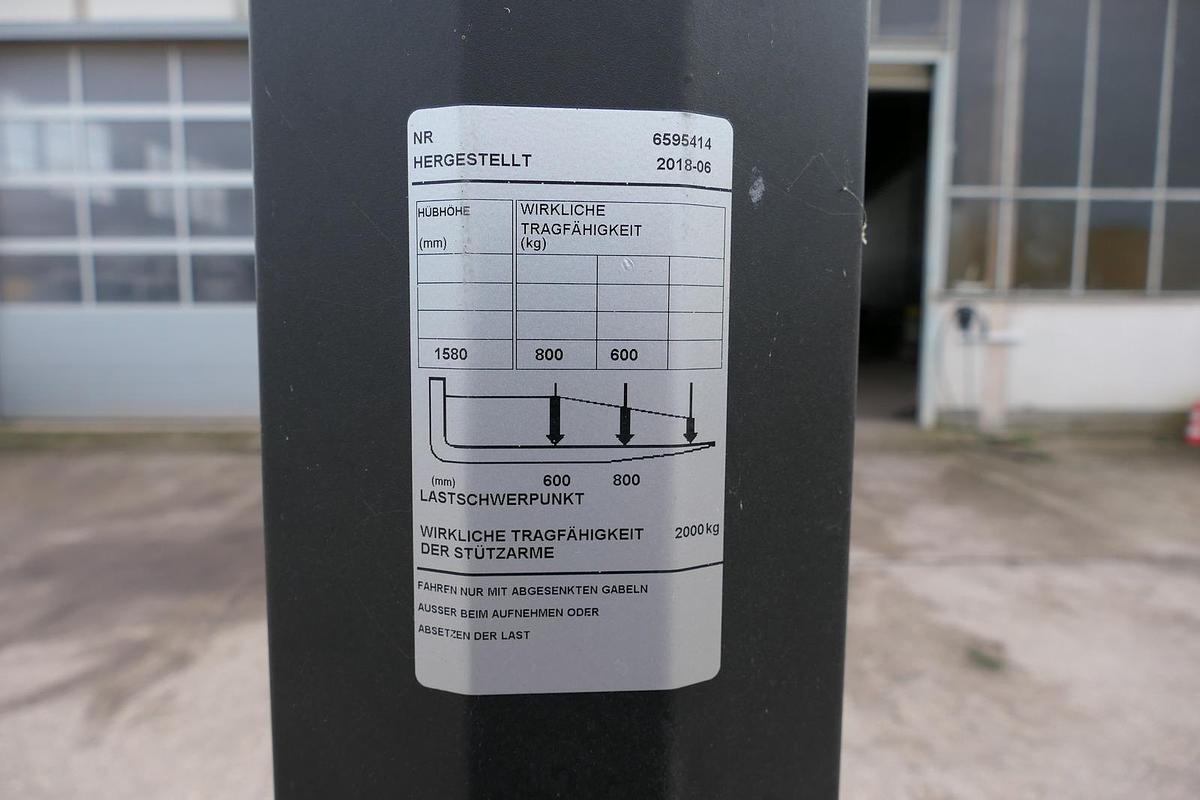 NR 6595414
HERGESTELLT 2018-06
HÜBHÖHE
(mm)
WIRKLICHE
TRAGFÄHIGKEIT
(kg)
1580 800 600
(mm) 600 800
LASTSCHWERPUNKT
WIRKLICHE TRAGFÄHIGKEIT 2000kg
DER STÜTZARME
FAHREN NUR MIT ABGESENKTEN GABELN
AUSSER BEIM AUFNEHMEN ODER
ABSETZEN DER LAST